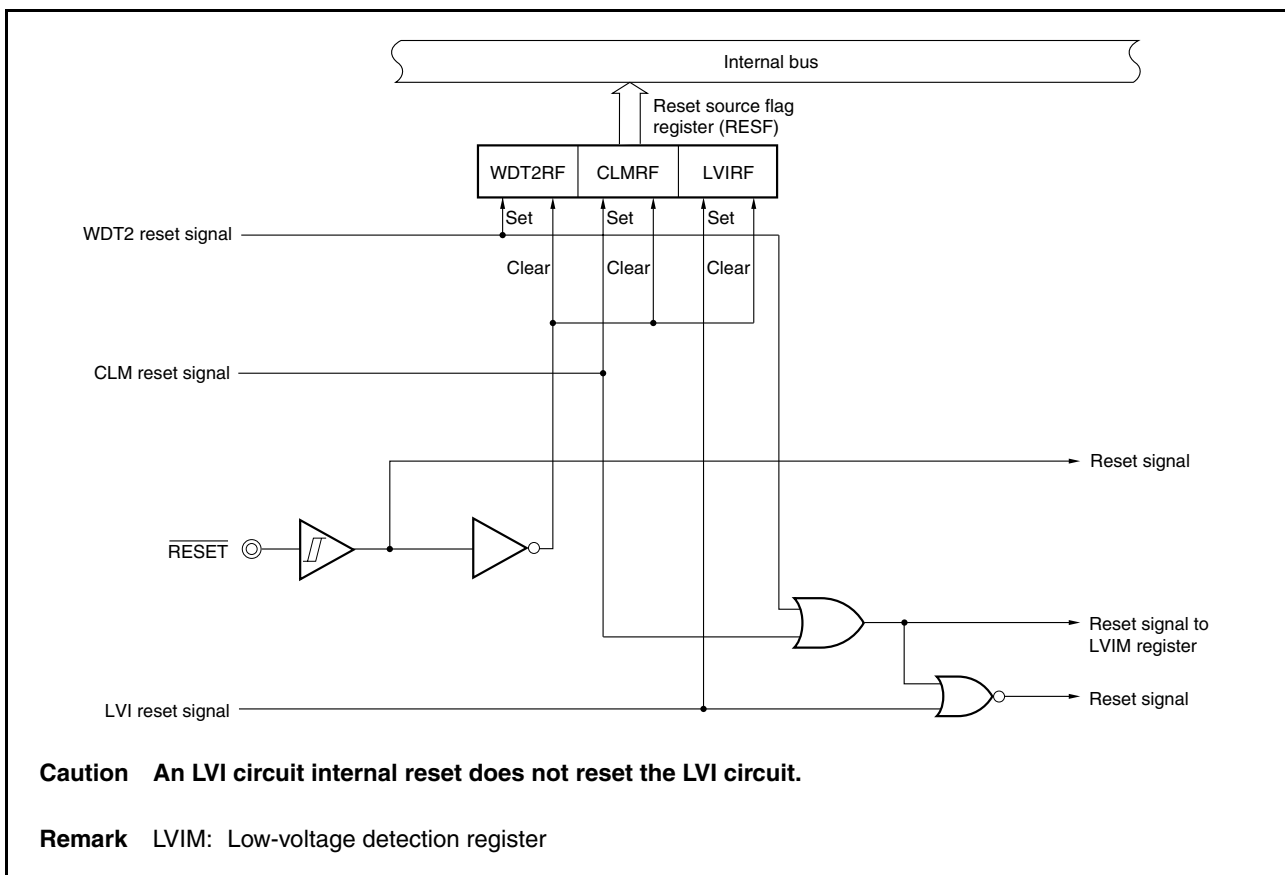 Internal bus
Reset source flag
register (RESF)
WDT2RF CLMRF LVIRF
Set Set Set
WDT2 reset signal
Clear Clear Clear
CLM reset signal
Reset signal
RESET
Reset signal to
LVIM register
Reset signal
LVI reset signal
Caution An LVI circuit internal reset does not reset the LVI circuit.
Remark LVIM: Low-voltage detection register